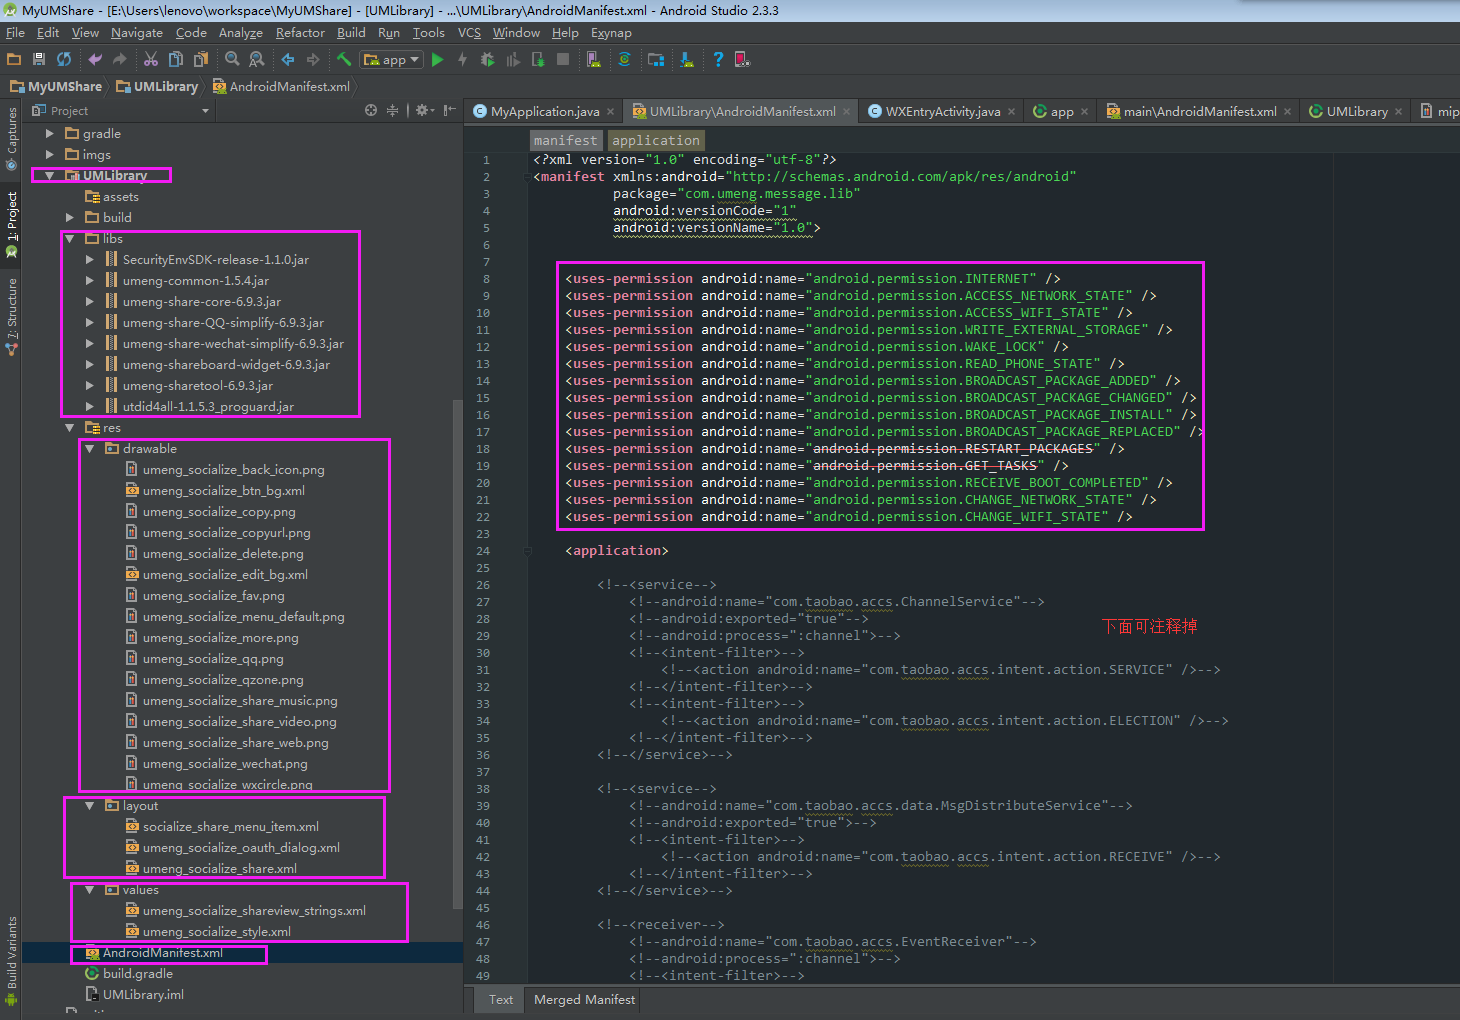 MyUMShare - [E:\Users\lenovo\workspace\MyUMShare] - [UMLibrary] - ...\UMLibrary\AndroidManifest.xml - Android Studio 2.3.3
File Edit View Navigate Code Analyze Refactor Build Run Tools VCS Window Help Exynap
app
MyUMShare UMLibrary AndroidManifest.xml
Project
MyApplication.java UMLibrary\AndroidManifest.xml WXEntryActivity.java app main\AndroidManifest.xml UMLibrary mip
Captures
1: Project
7: Structure
Build Variants
gradle
imgs
UMLibrary
assets
build
libs
SecurityEnvSDK-release-1.1.0.jar
umeng-common-1.5.4.jar
umeng-share-core-6.9.3.jar
umeng-share-QQ-simplify-6.9.3.jar
umeng-share-wechat-simplify-6.9.3.jar
umeng-shareboard-widget-6.9.3.jar
umeng-sharetool-6.9.3.jar
utdid4all-1.1.5.3_proguard.jar
res
drawable
umeng_socialize_back_icon.png
umeng_socialize_btn_bg.xml
umeng_socialize_copy.png
umeng_socialize_copyurl.png
umeng_socialize_delete.png
umeng_socialize_edit_bg.xml
umeng_socialize_fav.png
umeng_socialize_menu_default.png
umeng_socialize_more.png
umeng_socialize_qq.png
umeng_socialize_qzone.png
umeng_socialize_share_music.png
umeng_socialize_share_video.png
umeng_socialize_share_web.png
umeng_socialize_wechat.png
umeng_socialize_wxcircle.png
layout
socialize_share_menu_item.xml
umeng_socialize_oauth_dialog.xml
umeng_socialize_share.xml
values
umeng_socialize_shareview_strings.xml
umeng_socialize_style.xml
AndroidManifest.xml
build.gradle
UMLibrary.iml
manifest application
1 <?xml version="1.0" encoding="utf-8"?>
2 <manifest xmlns:android="http://schemas.android.com/apk/res/android"
3 package="com.umeng.message.lib"
4 android:versionCode="1"
5 android:versionName="1.0">
6
7
8 <uses-permission android:name="android.permission.INTERNET" />
9 <uses-permission android:name="android.permission.ACCESS_NETWORK_STATE" />
10 <uses-permission android:name="android.permission.ACCESS_WIFI_STATE" />
11 <uses-permission android:name="android.permission.WRITE_EXTERNAL_STORAGE" />
12 <uses-permission android:name="android.permission.WAKE_LOCK" />
13 <uses-permission android:name="android.permission.READ_PHONE_STATE" />
14 <uses-permission android:name="android.permission.BROADCAST_PACKAGE_ADDED" />
15 <uses-permission android:name="android.permission.BROADCAST_PACKAGE_CHANGED" />
16 <uses-permission android:name="android.permission.BROADCAST_PACKAGE_INSTALL" />
17 <uses-permission android:name="android.permission.BROADCAST_PACKAGE_REPLACED" />
18 <uses-permission android:name="android.permission.RESTART_PACKAGES" />
19 <uses-permission android:name="android.permission.GET_TASKS" />
20 <uses-permission android:name="android.permission.RECEIVE_BOOT_COMPLETED" />
21 <uses-permission android:name="android.permission.CHANGE_NETWORK_STATE" />
22 <uses-permission android:name="android.permission.CHANGE_WIFI_STATE" />
23
24 <application>
25
26 <!--<service-->
27 <!--android:name="com.taobao.accs.ChannelService"-->
28 <!--android:exported="true"-->
下面可注释掉
29 <!--android:process=":channel">-->
30 <!--<intent-filter>-->
31 <!--<action android:name="com.taobao.accs.intent.action.SERVICE" />-->
32 <!--</intent-filter>-->
33 <!--<intent-filter>-->
34 <!--<action android:name="com.taobao.accs.intent.action.ELECTION" />-->
35 <!--</intent-filter>-->
36 <!--</service>-->
37
38 <!--<service-->
39 <!--android:name="com.taobao.accs.data.MsgDistributeService"-->
40 <!--android:exported="true">-->
41 <!--<intent-filter>-->
42 <!--<action android:name="com.taobao.accs.intent.action.RECEIVE" />-->
43 <!--</intent-filter>-->
44 <!--</service>-->
45
46 <!--<receiver-->
47 <!--android:name="com.taobao.accs.EventReceiver"-->
48 <!--android:process=":channel">-->
49 <!--<intent-filter>-->
Text Merged Manifest